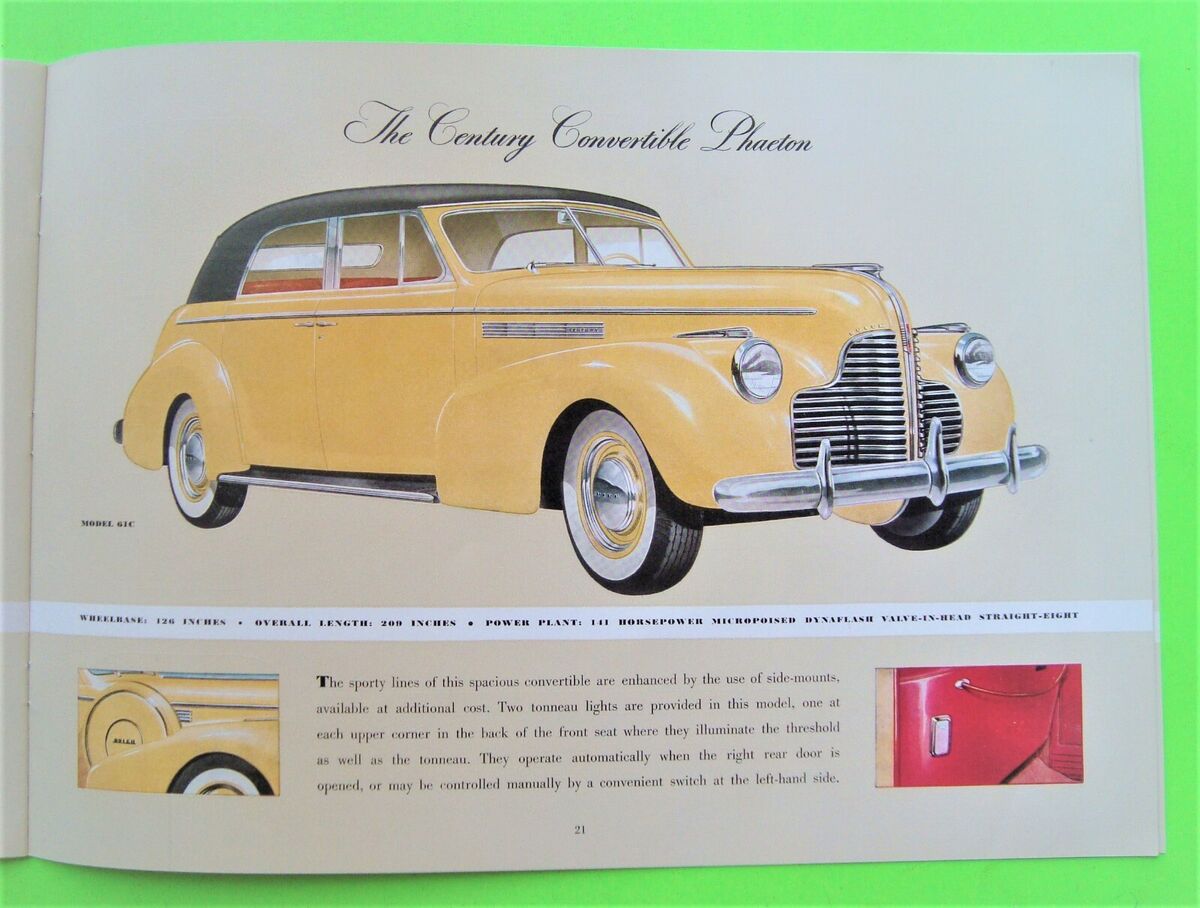 The Century Convertible Phaeton
CENTURY
BUICK
BUICK
MODEL 61C
WHEELBASE: 126 INCHES • OVERALL LENGTH: 209 INCHES • POWER PLANT: 141 HORSEPOWER MICROPOISED DYNAFLASH VALVE-IN-HEAD STRAIGHT-EIGHT
BUICK
The sporty lines of this spacious convertible are enhanced by the use of side-mounts,
available at additional cost. Two tonneau lights are provided in this model, one at
each upper corner in the back of the front seat where they illuminate the threshold
as well as the tonneau. They operate automatically when the right rear door is
opened, or may be controlled manually by a convenient switch at the left-hand side.
21